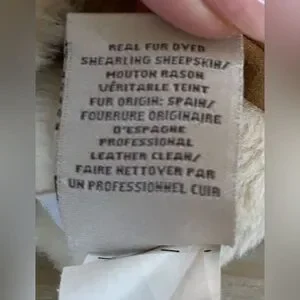 REAL FUR DYED
SHEARLING SHEEPSKIN/
MOUTON RASON
VÉRITABLE TEINT
FUR ORIGIN: SPAIN/
FOURRURE ORIGINAIRE
D'ESPAGNE
PROFESSIONAL
LEATHER CLEAN/
FAIRE NETTOYER PAR
UN PROFESSIONNEL CUIR